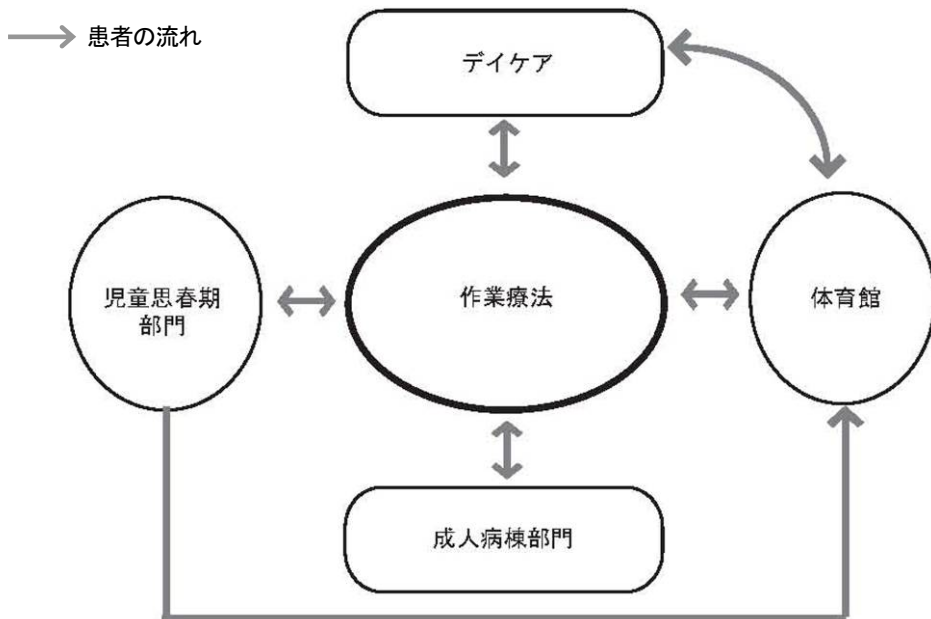 患者の流れ
デイケア
児童思春期
部門
作業療法
体育館
成人病棟部門